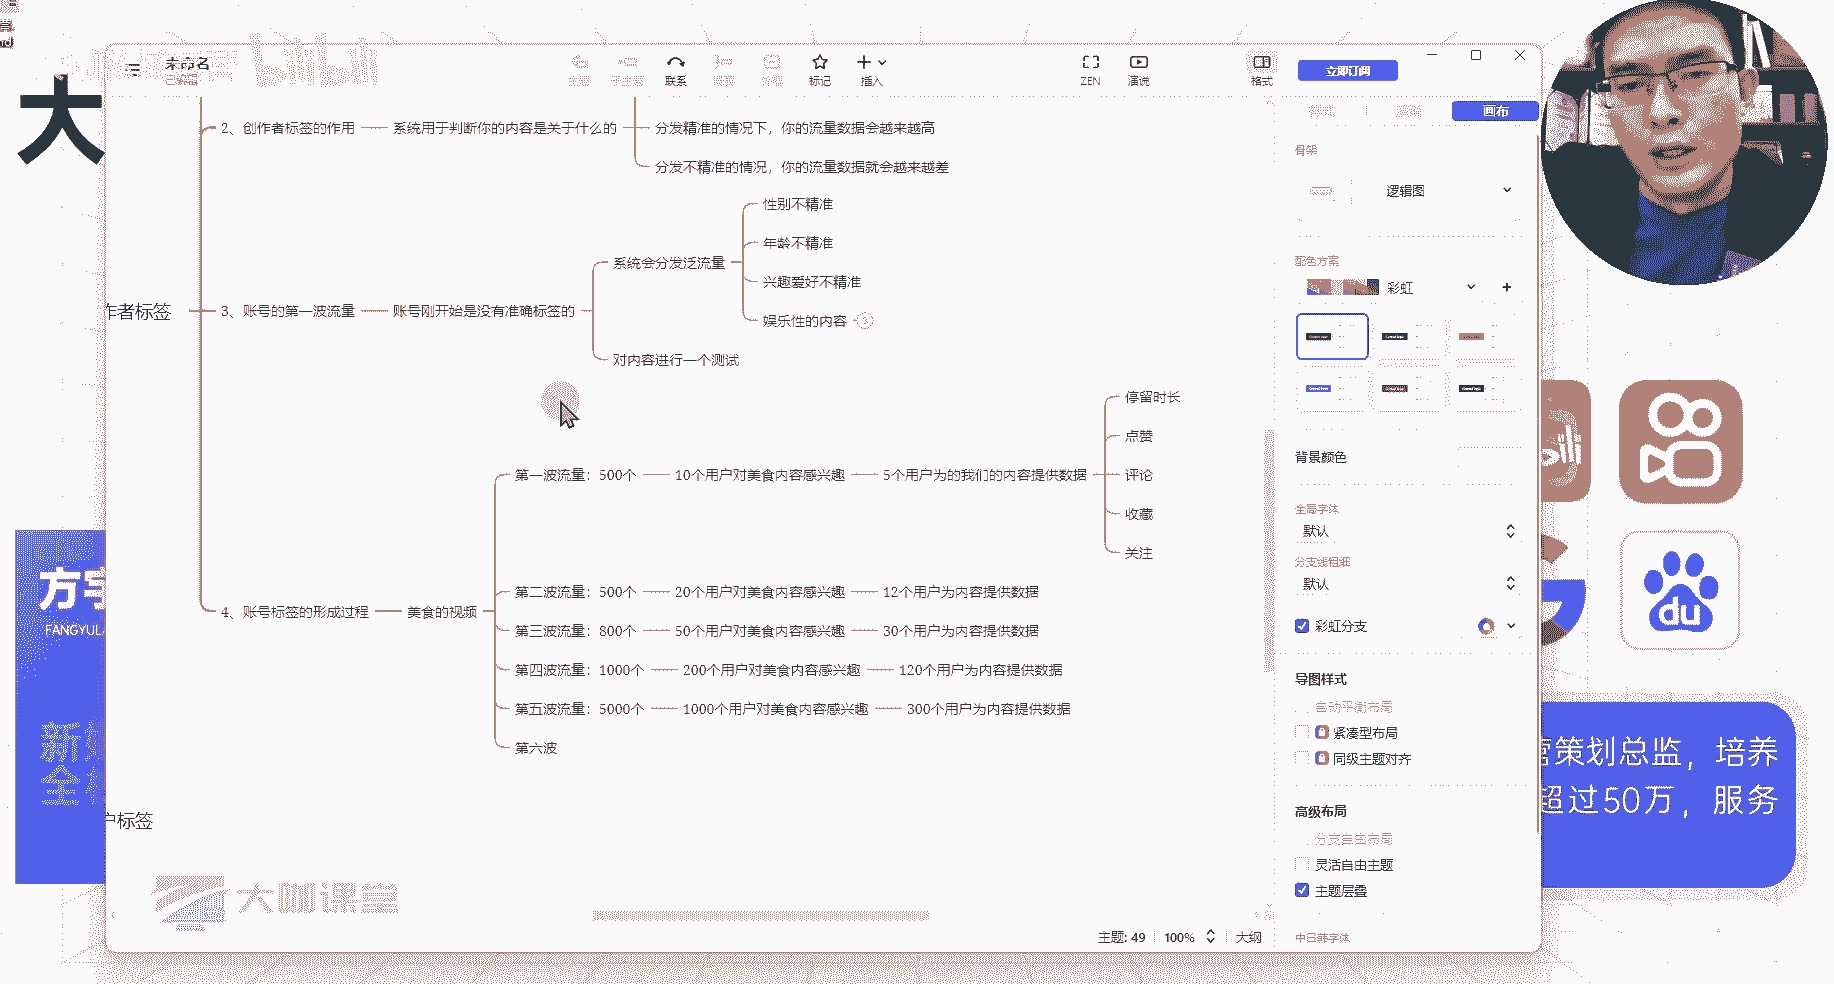 大
bilibili
未命名
已编辑
主题
子主题
联系
概要
外框
标记
插入
ZEN
演说
格式
立即订阅
样式
演说
画布
2、创作者标签的作用
系统用于判断你的内容是关于什么的
分发精准的情况下，你的流量数据会越来越高
分发不精准的情况，你的流量数据就会越来越差
作者标签
3、账号的第一波流量
账号刚开始是没有准确标签的
系统会分发泛流量
性别不精准
年龄不精准
兴趣爱好不精准
娱乐性的内容
3
对内容进行一个测试
4、账号标签的形成过程
美食的视频
第一波流量：500个
10个用户对美食内容感兴趣
5个用户为的我们的内容提供数据
停留时长
点赞
评论
收藏
关注
第二波流量：500个
20个用户对美食内容感兴趣
12个用户为内容提供数据
第三波流量：800个
50个用户对美食内容感兴趣
30个用户为内容提供数据
第四波流量：1000个
200个用户对美食内容感兴趣
120个用户为内容提供数据
第五波流量：5000个
1000个用户对美食内容感兴趣
300个用户为内容提供数据
第六波
户标签
大脚课堂
主题: 49
100%
大纲
骨架
逻辑图
配色方案
彩虹
背景颜色
全局字体
默认
分支线粗细
默认
彩虹分支
导图样式
自动平衡布局
紧凑型布局
同级主题对齐
高级布局
分支自由布局
灵活自由主题
主题层叠
中日韩字体
方宇
FANGYUL
新
全
du
营策划总监，培养
超过50万，服务